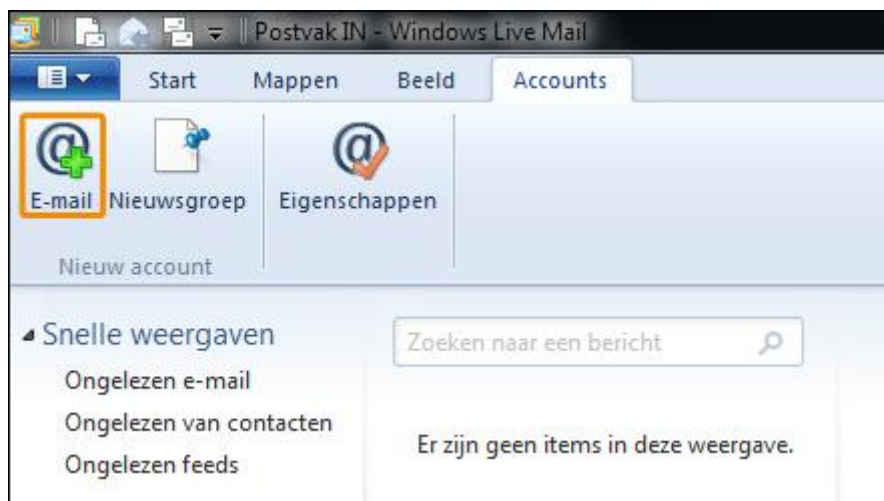 Postvak IN - Windows Live Mail
Start Mappen Beeld Accounts
E-mail Nieuwsgroep Eigenschappen
Nieuw account
Snelle weergaven
Zoeken naar een bericht
Ongelezen e-mail
Ongelezen van contacten
Er zijn geen items in deze weergave.
Ongelezen feeds